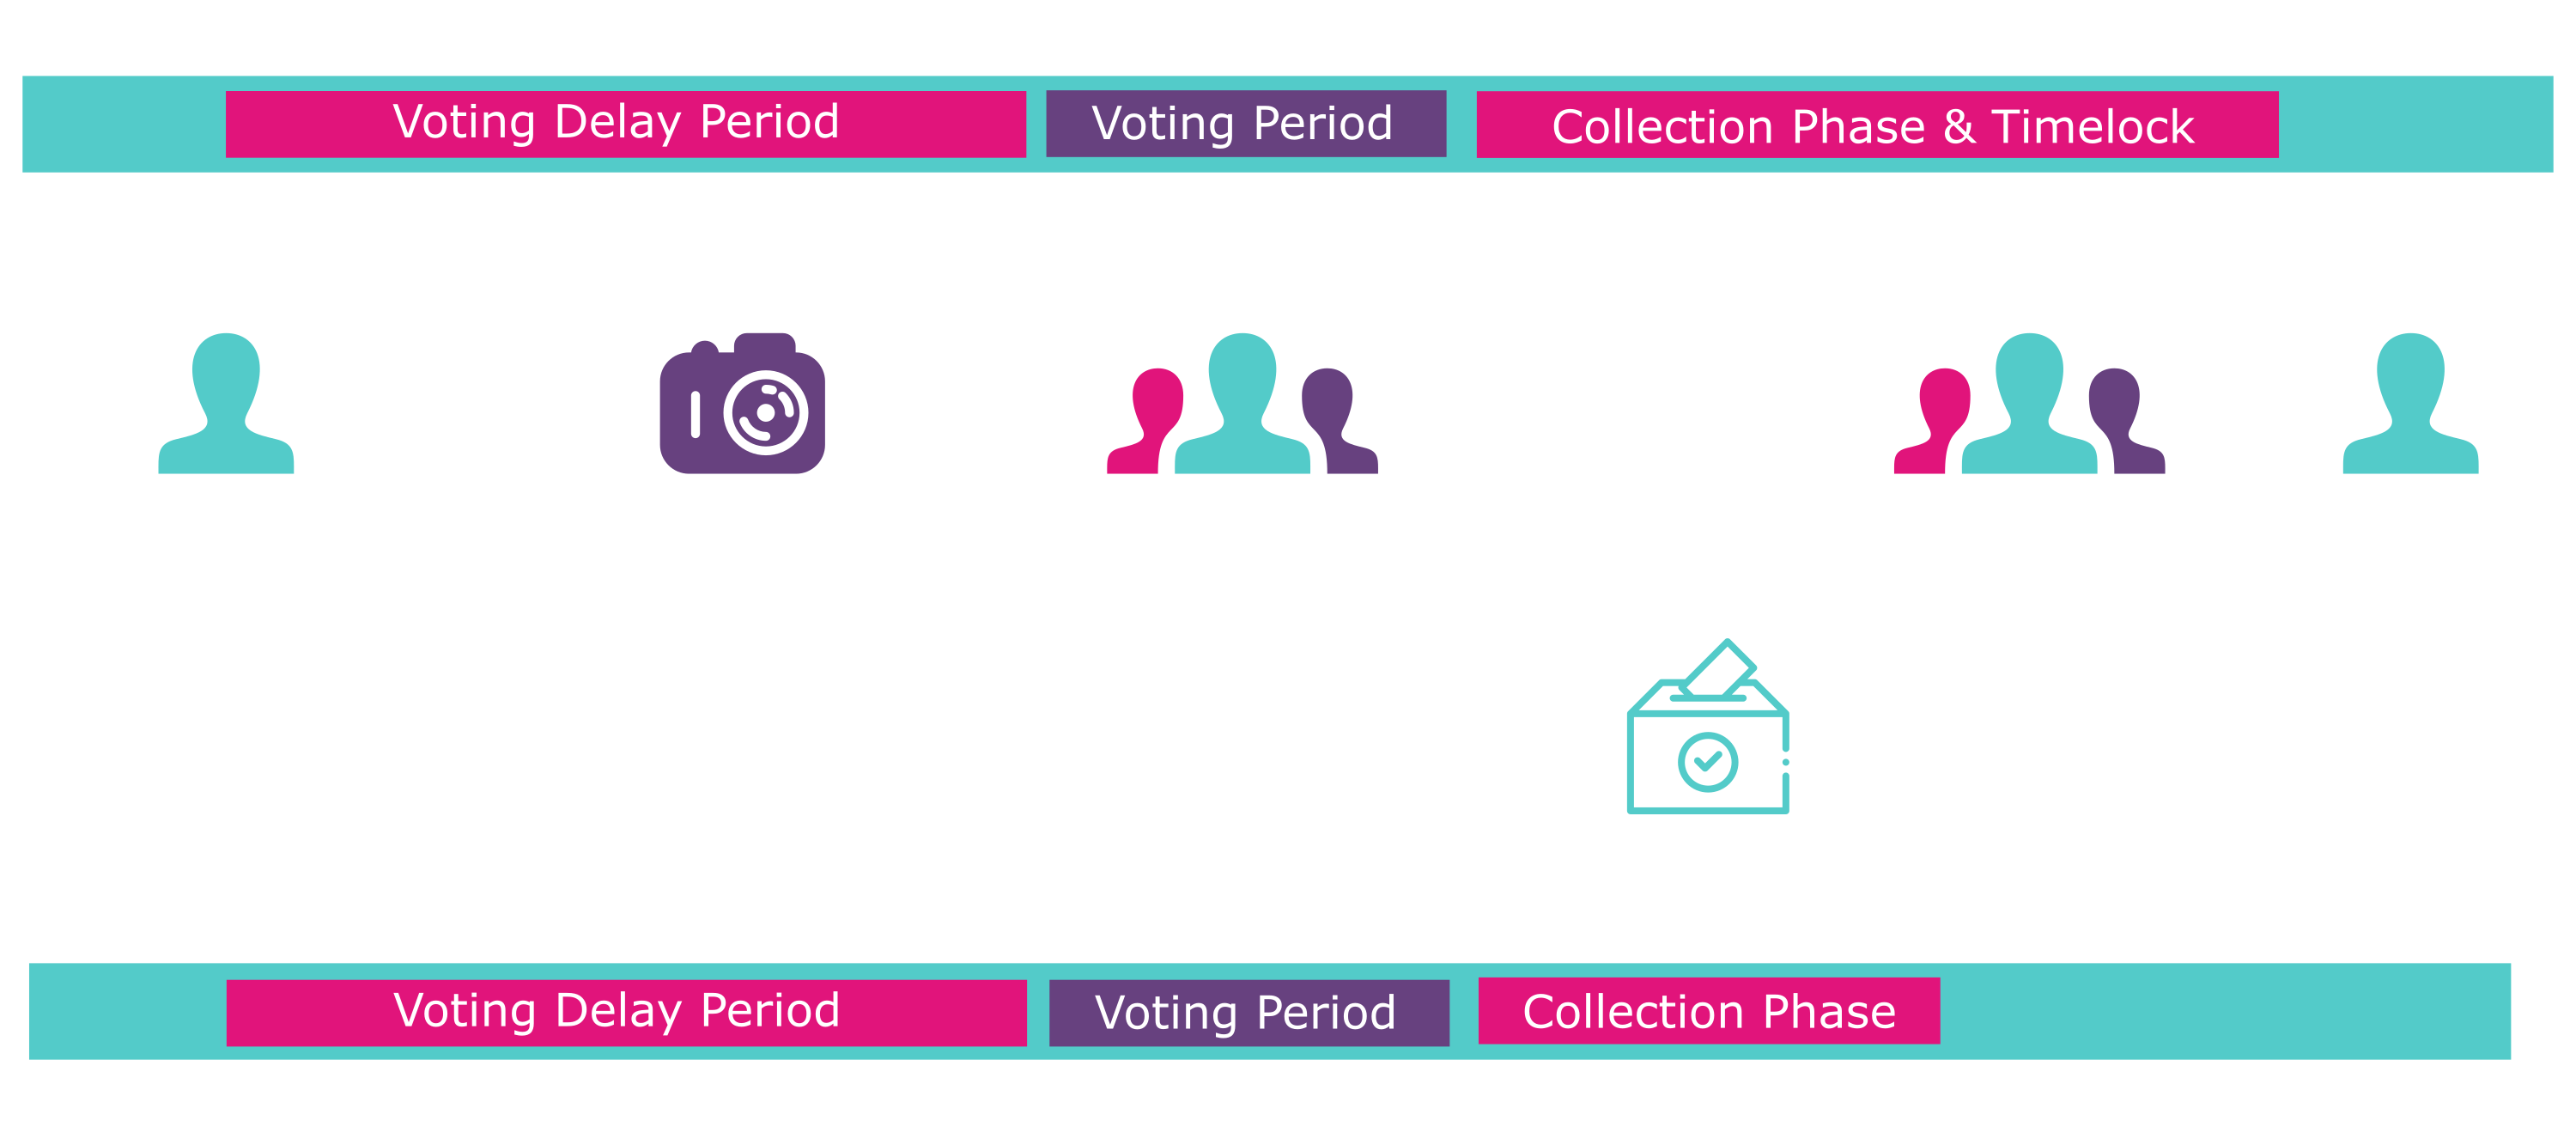 Voting Delay Period
Voting Period
Collection Phase & Timelock
Voting Delay Period
Voting Period
Collection Phase